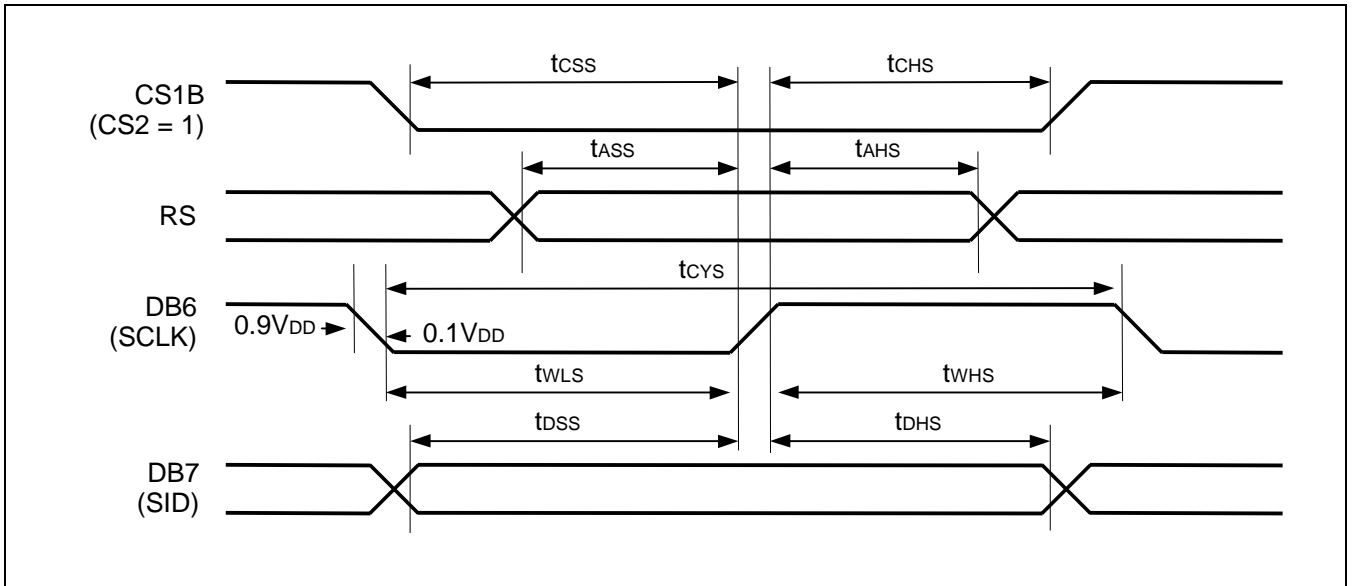 tCSS
tCHS
CS1B
(CS2 = 1)
tASS
tAHS
RS
tCYS
DB6
(SCLK)
0.9VDD
0.1VDD
tWLS
tWHS
tDSS
tDHS
DB7
(SID)